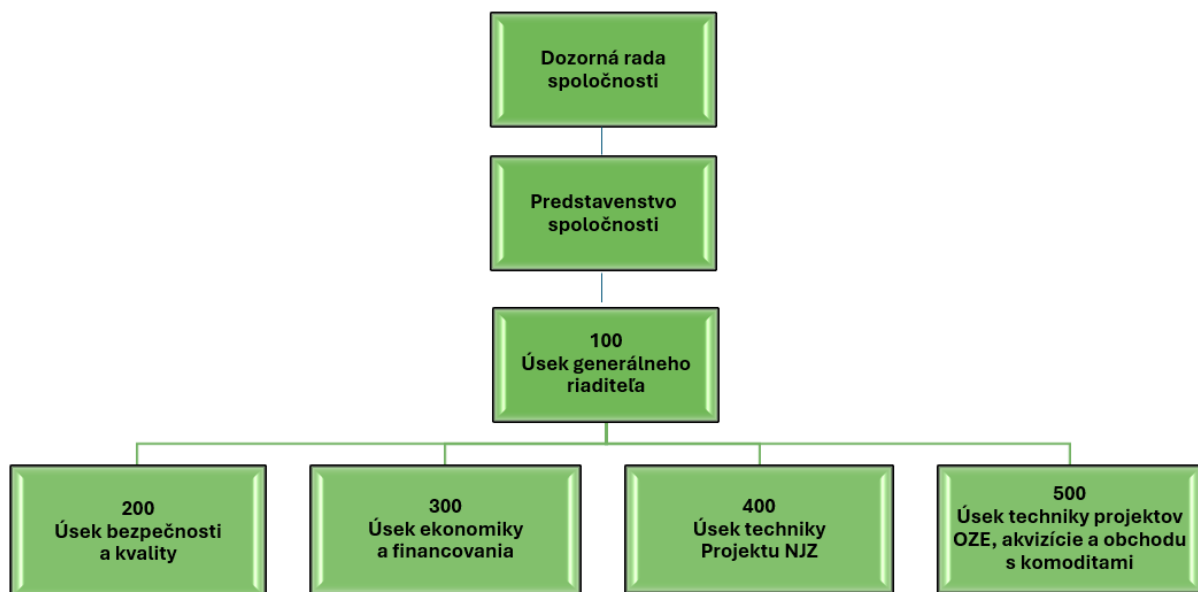 Dozorná rada
spoločnosti
Predstavenstvo
spoločnosti
100
Úsek generálneho
riaditeľa
200
Úsek bezpečnosti
a kvality
300
Úsek ekonomiky
a financovania
400
Úsek techniky
Projektu NJZ
500
Úsek techniky projektov
OZE, akvizície a obchodu
s komoditami